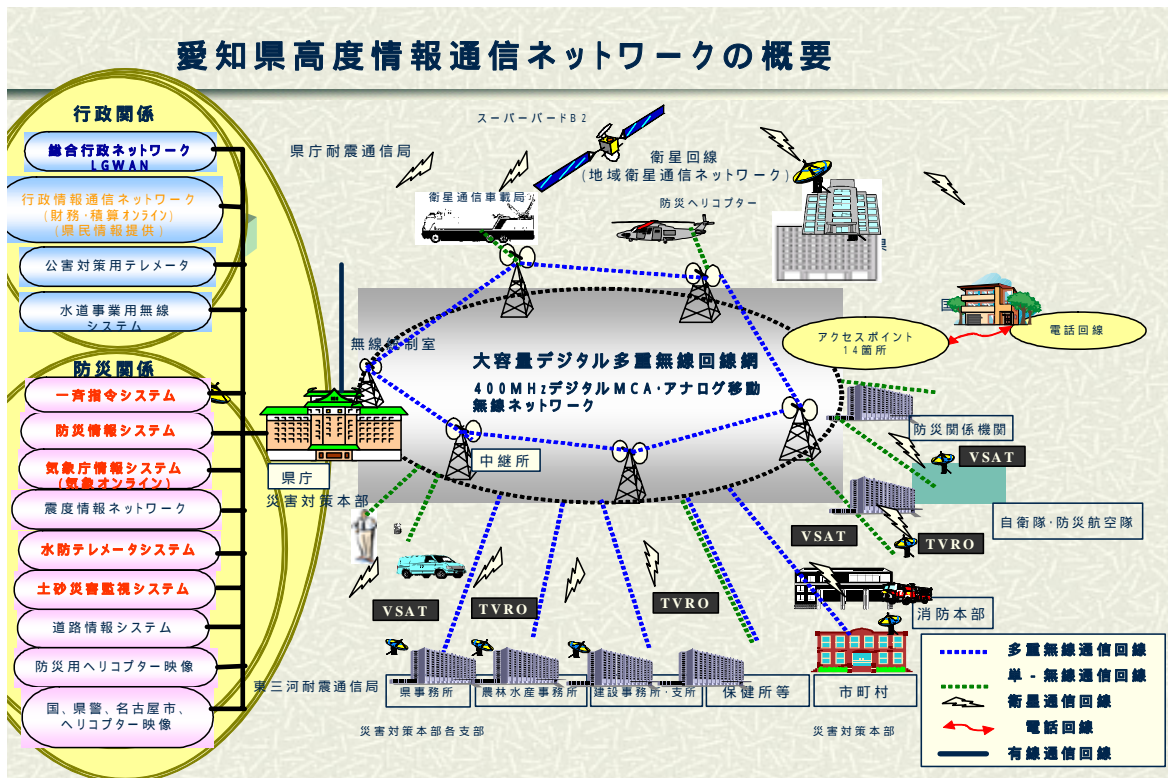 愛知県高度情報通信ネットワークの概要
行政関係
総合行政ネットワーク
LGWAN
行政情報通信ネットワーク
(財務・積算オンライン)
(県民情報提供)
公害対策用テレメータ
水道事業用無線
システム
防災関係
一斉指令システム
防災情報システム
気象庁情報システム
(気象オンライン)
震度情報ネットワーク
水防テレメータシステム
土砂災害監視システム
道路情報システム
防災用ヘリコプター映像
国、県警、名古屋市、
ヘリコプター映像
スーパーバードB2
県庁耐震通信局
衛星回線
(地域衛星通信ネットワーク)
衛星通信車載局
防災ヘリコプター
アクセスポイント
14箇所
電話回線
無線統制室
大容量デジタル多重無線回線網
400MHzデジタルMCA・アナログ移動
無線ネットワーク
中継所
県庁
災害対策本部
防災関係機関
VSAT
自衛隊・防災航空隊
VSAT
TVRO
消防本部
VSAT
TVRO
TVRO
東三河耐震通信局
県事務所
農林水産事務所
建設事務所・支所
保健所等
市町村
災害対策本部各支部
災害対策本部
多重無線通信回線
単-無線通信回線
衛星通信回線
電話回線
有線通信回線